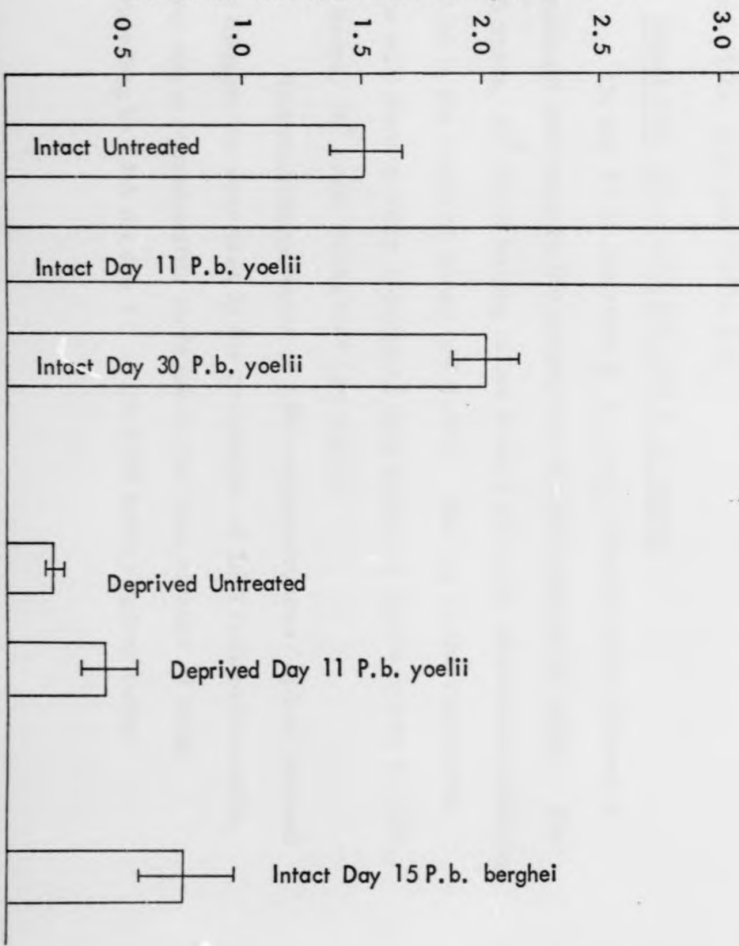 0.5
1.0
1.5
2.0
2.5
3.0
Intact Untreated
Intact Day 11 P.b. yoelii
Intact Day 30 P.b. yoelii
Deprived Untreated
Deprived Day 11 P.b. yoelii
Intact Day 15 P.b. berghei